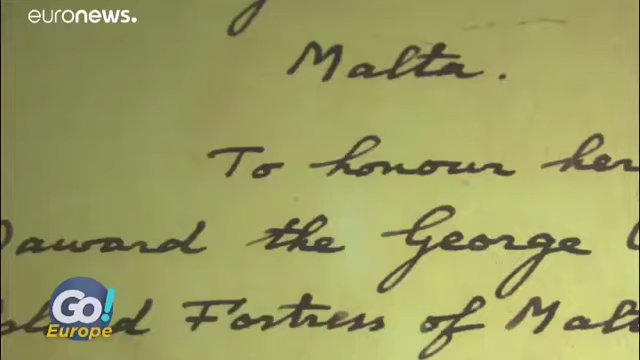 euronews.
Malta.
To honour her
award the George
Fortress of
GO!
Europe